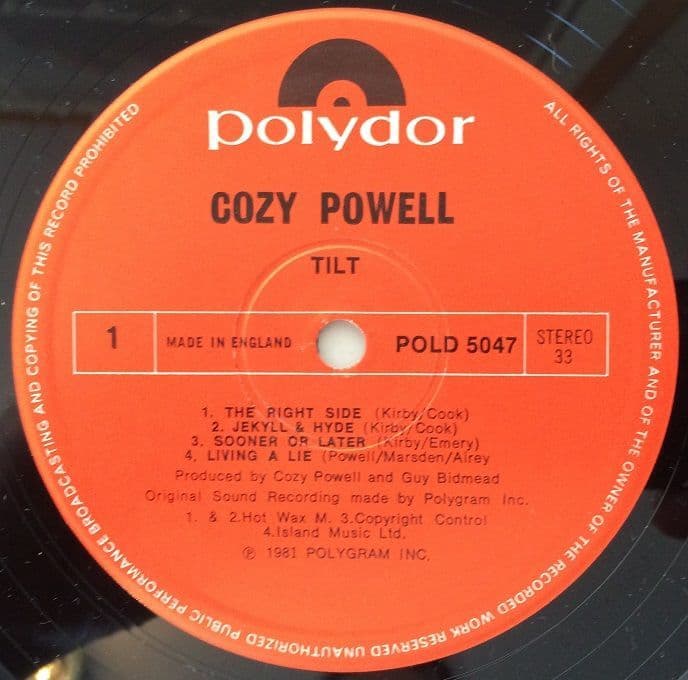 polydor
COZY POWELL
TILT
1
MADE IN ENGLAND
POLD 5047
STEREO
33
1. THE RIGHT SIDE (Kirby/Cook)
2. JEKYLL & HYDE (Kirby/Cook)
3. SOONER OR LATER (Kirby/Emery)
4. LIVING A LIE (Powell/Marsden/Airey
Produced by Cozy Powell and Guy Bidmead
Original Sound Recording made by Polygram Inc.
1. & 2.Hot Wax M. 3.Copyright Control
4.Island Music Ltd.
℗ 1981 POLYGRAM INC.
ALL RIGHTS OF THE MANUFACTURER AND OF THE OWNER OF THE RECORDED WORK RESERVED UNAUTHORIZED PUBLIC PERFORMANCE BROADCASTING AND COPYING OF THIS RECORD PROHIBITED